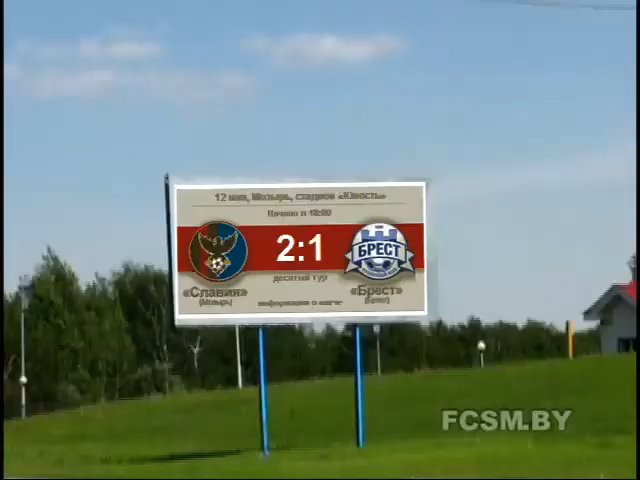 12 мая, Мозырь, стадион «Юность»
Начало в 18:00
2:1
БРЕСТ
десятый тур
«Славия»
(Мозырь)
«Брест»
(Брест)
информация о матче
FCSM.BY